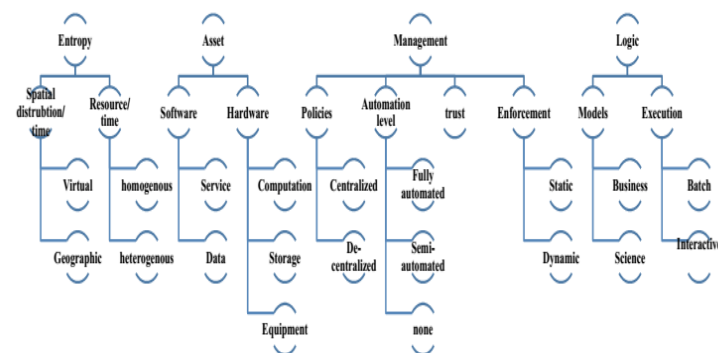 Entropy
Asset
Management
Logic
Spatial
distrubtion/
time
Resource/
time
Software
Hardware
Policies
Automation
level
trust
Enforcement
Models
Execution
Virtual
homogenous
Service
Computation
Centralized
Fully
automated
Static
Business
Batch
Geographic
heterogenous
Data
Storage
De-
centralized
Semi-
automated
Dynamic
Science
Interactive
Equipment
none